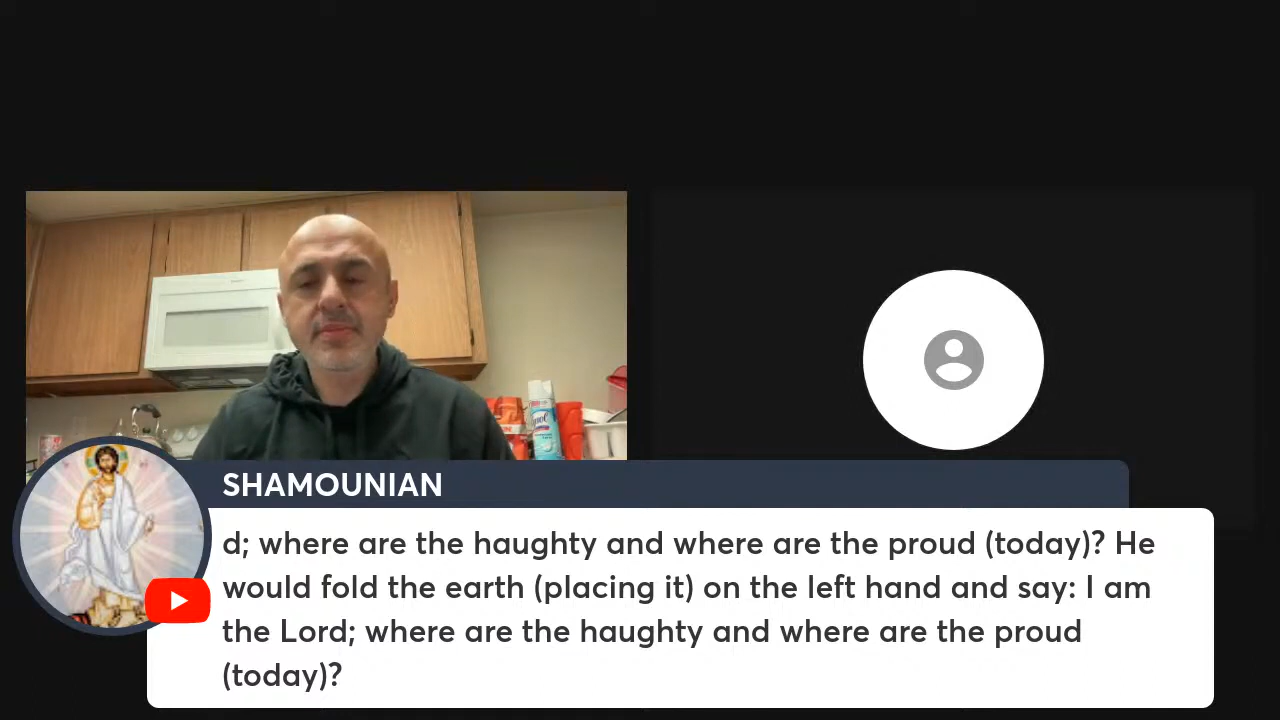 SHAMOUNIAN
d; where are the haughty and where are the proud (today)? He
would fold the earth (placing it) on the left hand and say: I am
the Lord; where are the haughty and where are the proud
(today)?